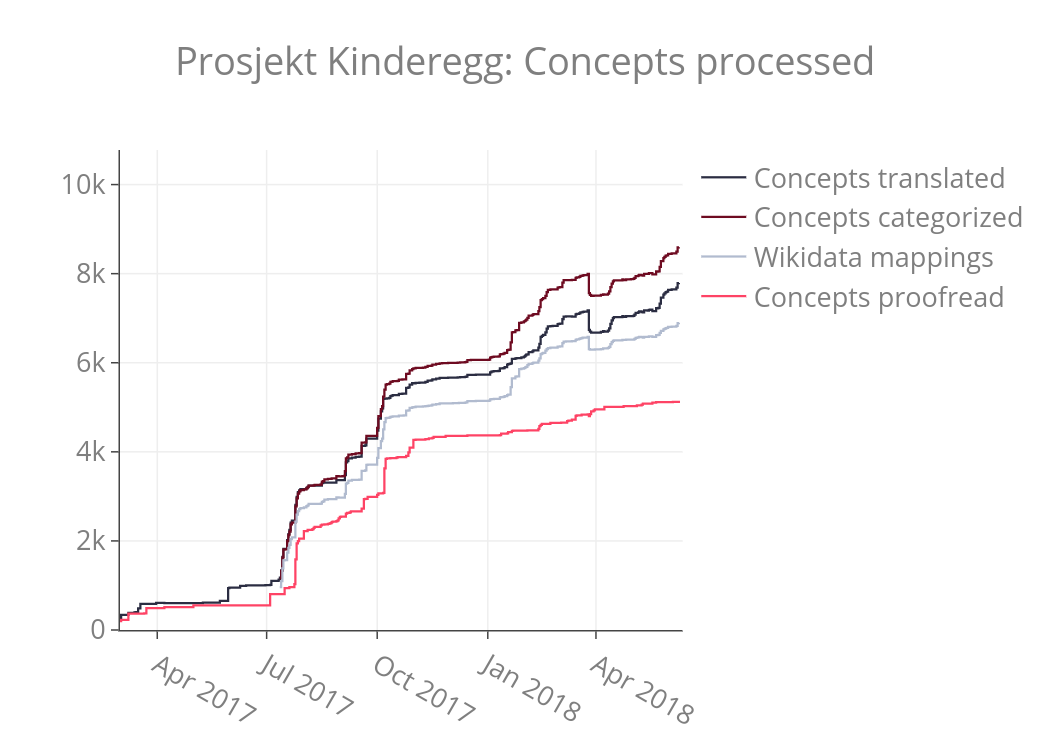 Prosjekt Kinderegg: Concepts processed
10k
8k
6k
4k
2k
0
Apr 2017
Jul 2017
Oct 2017
Jan 2018
Apr 2018
Concepts translated
Concepts categorized
Wikidata mappings
Concepts proofread